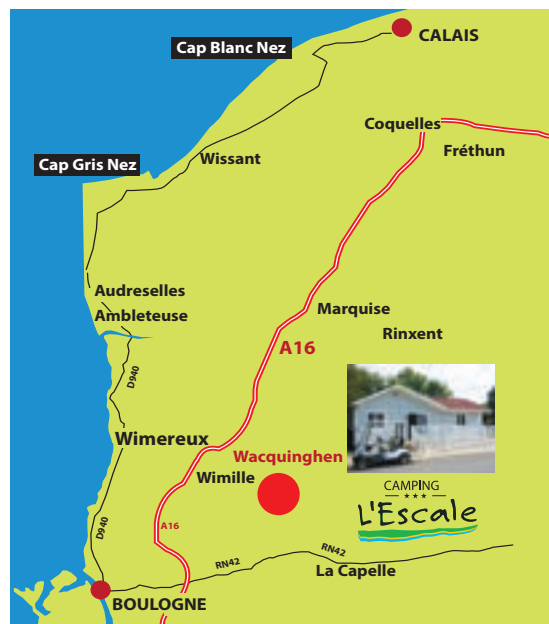 CALAIS
Cap Blanc Nez
Coquelles
Fréthun
Wissant
Cap Gris Nez
Audreselles
Ambleteuse
Marquise
Rinxent
A16
D940
Wimereux
Wacquinghen
Wimille
CAMPING
L'Escale
A16
D940
RN42
RN42
La Capelle
BOULOGNE